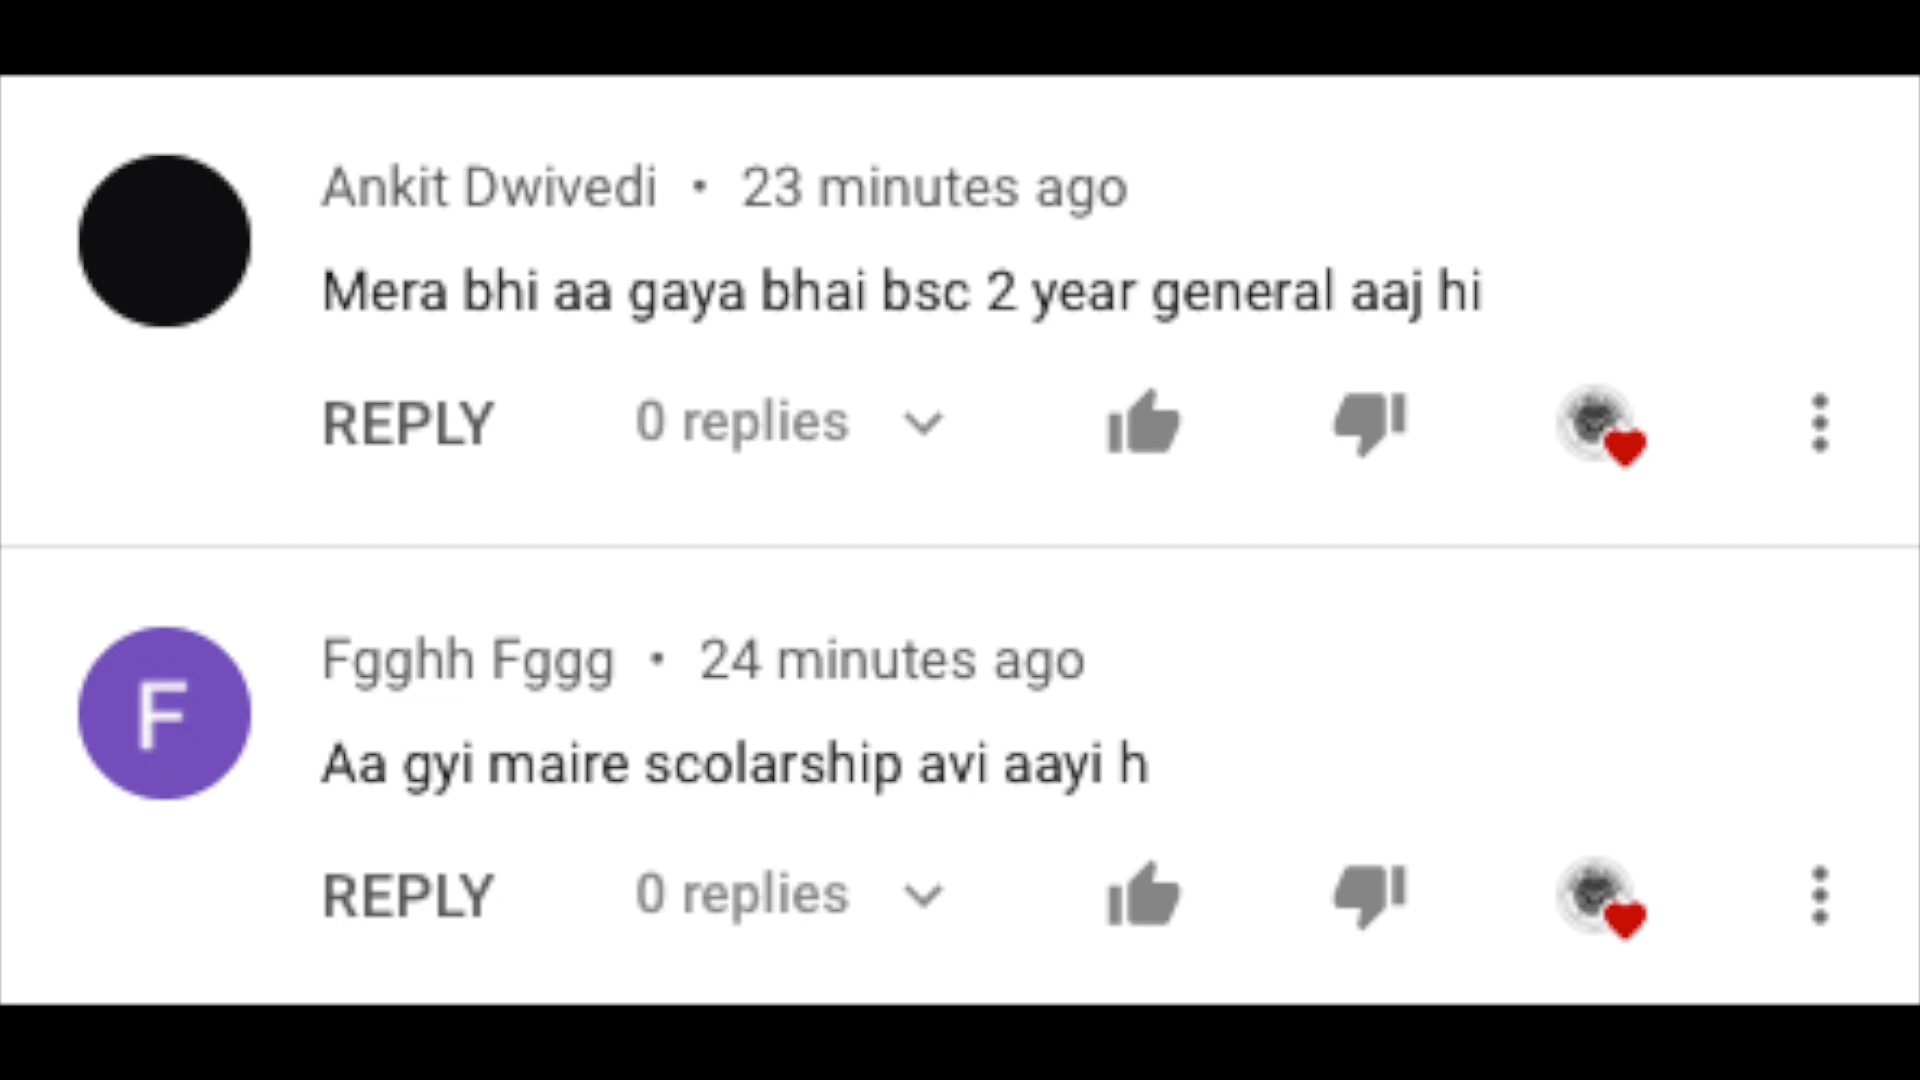 Ankit Dwivedi • 23 minutes ago
Mera bhi aa gaya bhai bsc 2 year general aaj hi
REPLY 0 replies
F
Fgghh Fggg • 24 minutes ago
Aa gyi maire scolarship avi aayi h
REPLY 0 replies